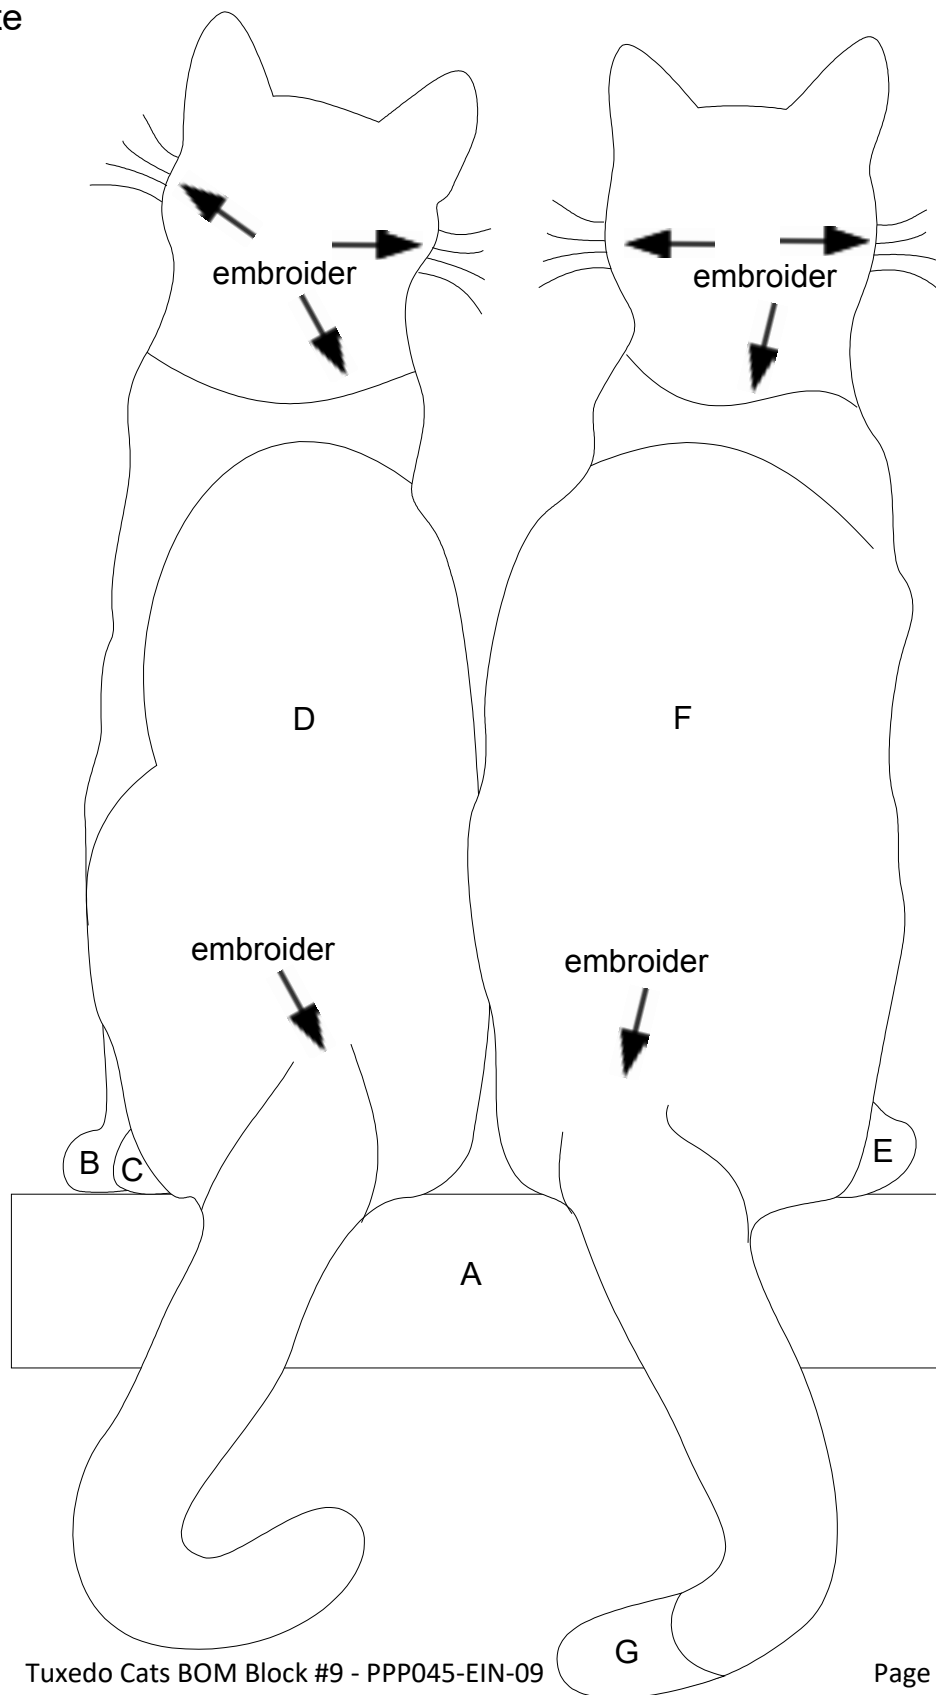 embroider
embroider
D
F
embroider
embroider
B
C
E
A
G
Tuxedo Cats BOM Block #9 - PPP045-EIN-09
Page